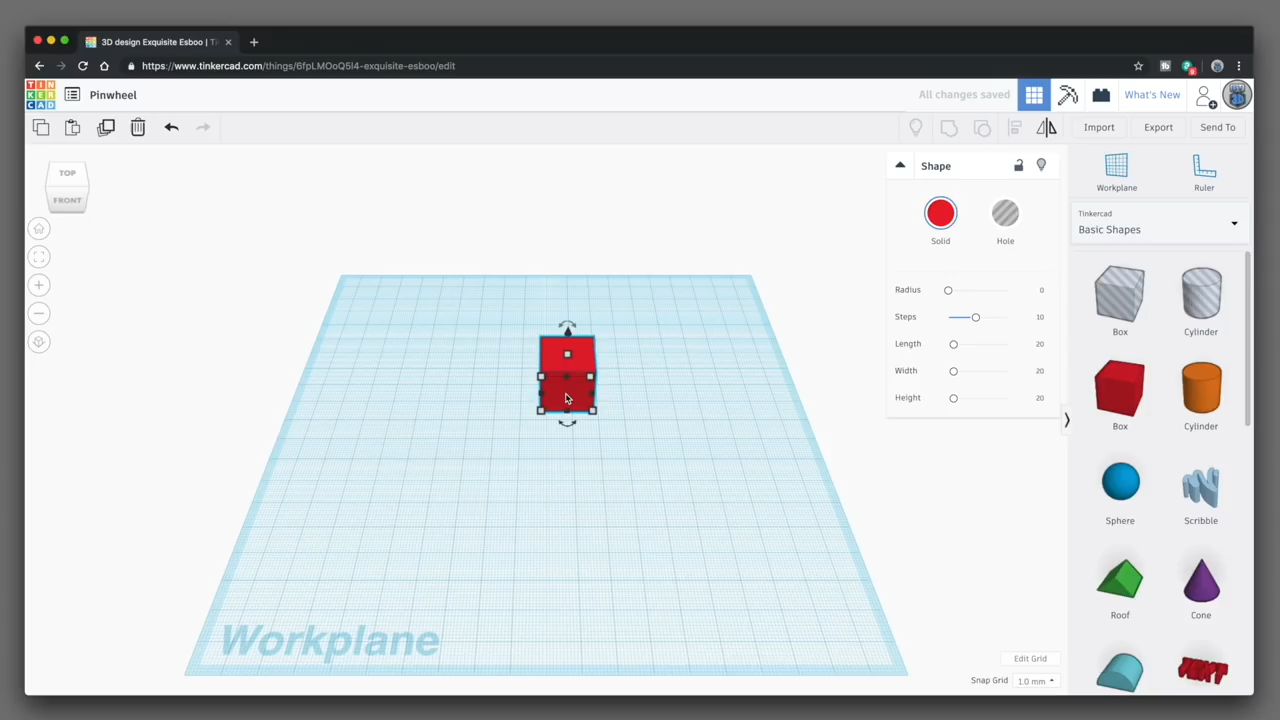 3D design Exquisite Esboo | Ti
https://www.tinkercad.com/things/6fpLMOoQ5I4-exquisite-esboo/edit
TIN
KER
CAD
Pinwheel
All changes saved
What's New
Import
Export
Send To
TOP
FRONT
Shape
Solid
Hole
Radius 0
Steps 10
Length 20
Width 20
Height 20
Workplane
Ruler
Tinkercad
Basic Shapes
Box
Cylinder
Box
Cylinder
Sphere
Scribble
Roof
Cone
Workplane
Edit Grid
Snap Grid 1.0 mm